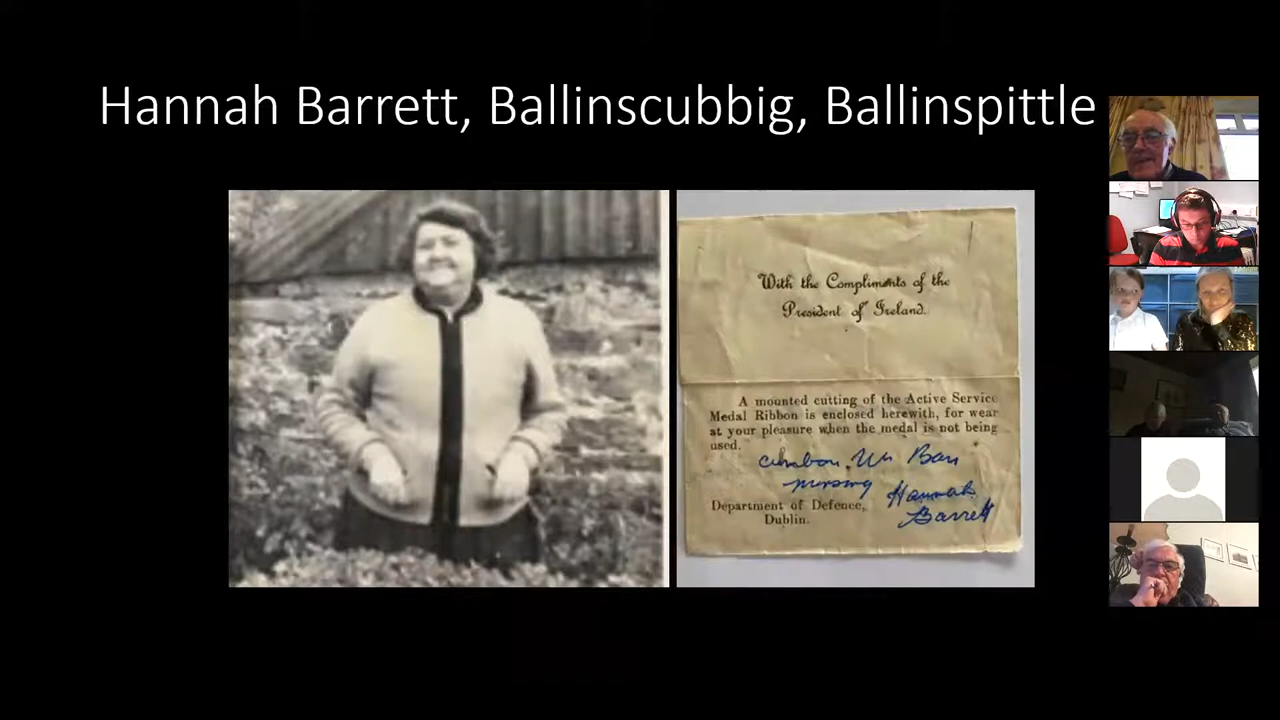 Hannah Barrett, Ballinscubbig, Ballinspittle
With the Compliments of the
President of Ireland.
A mounted cutting of the Active Service
Medal Ribbon is enclosed herewith, for wear
at your pleasure when the medal is not being
used.
nursing
Hannah
Barrett
Department of Defence,
Dublin.